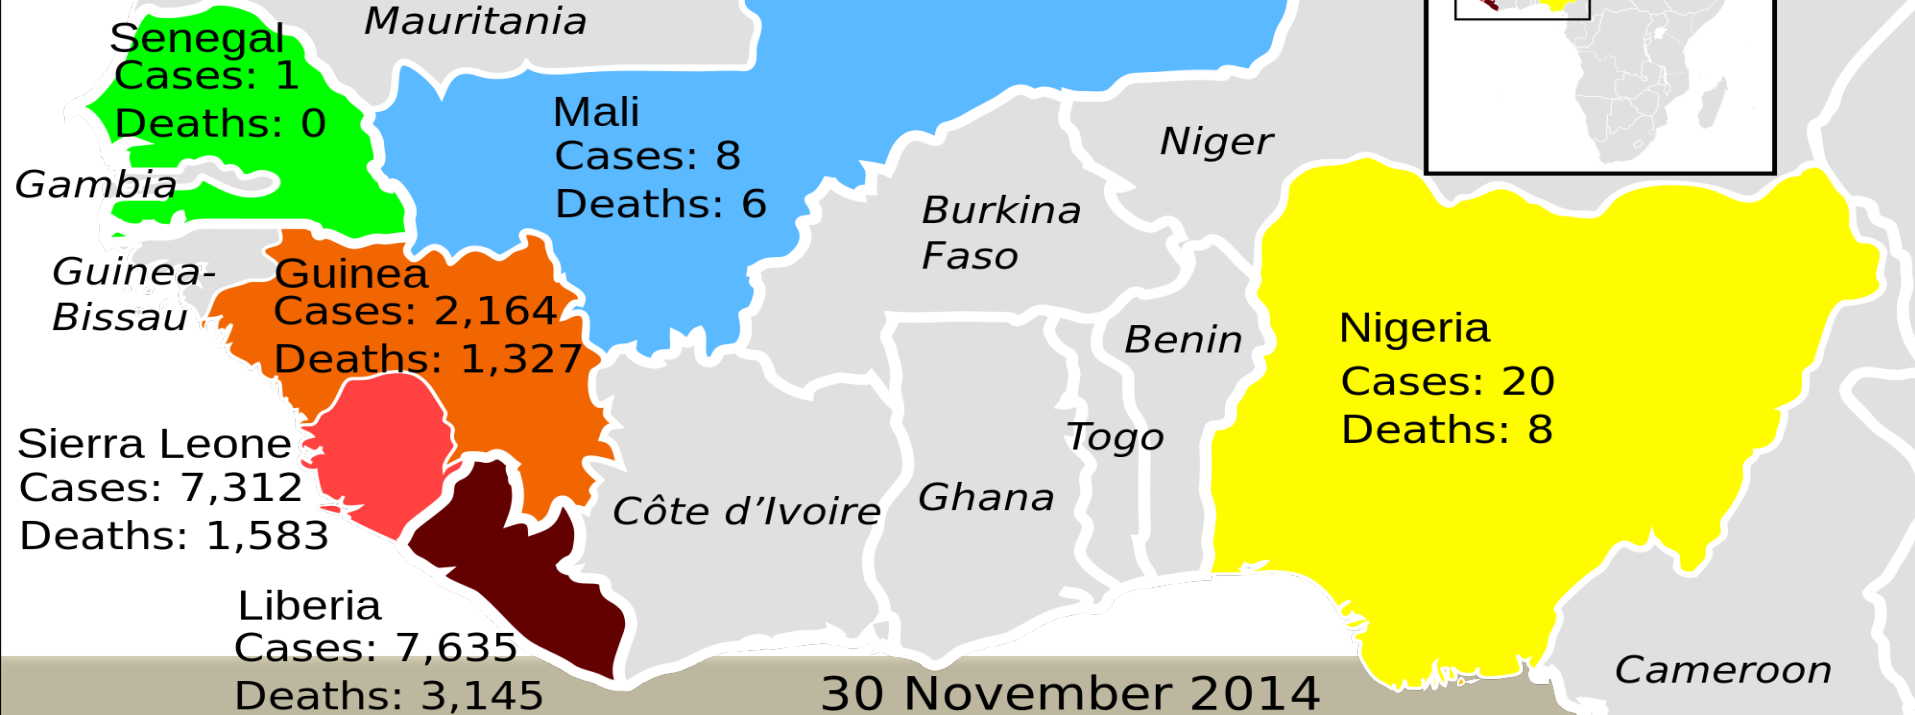 Mauritania
Senegal
Cases: 1
Deaths: 0
Mali
Cases: 8
Deaths: 6
Niger
Gambia
Burkina
Faso
Guinea-
Bissau
Guinea
Cases: 2,164
Deaths: 1,327
Benin
Nigeria
Cases: 20
Deaths: 8
Togo
Sierra Leone
Cases: 7,312
Deaths: 1,583
Côte d’Ivoire
Ghana
Liberia
Cases: 7,635
Deaths: 3,145
Cameroon
30 November 2014